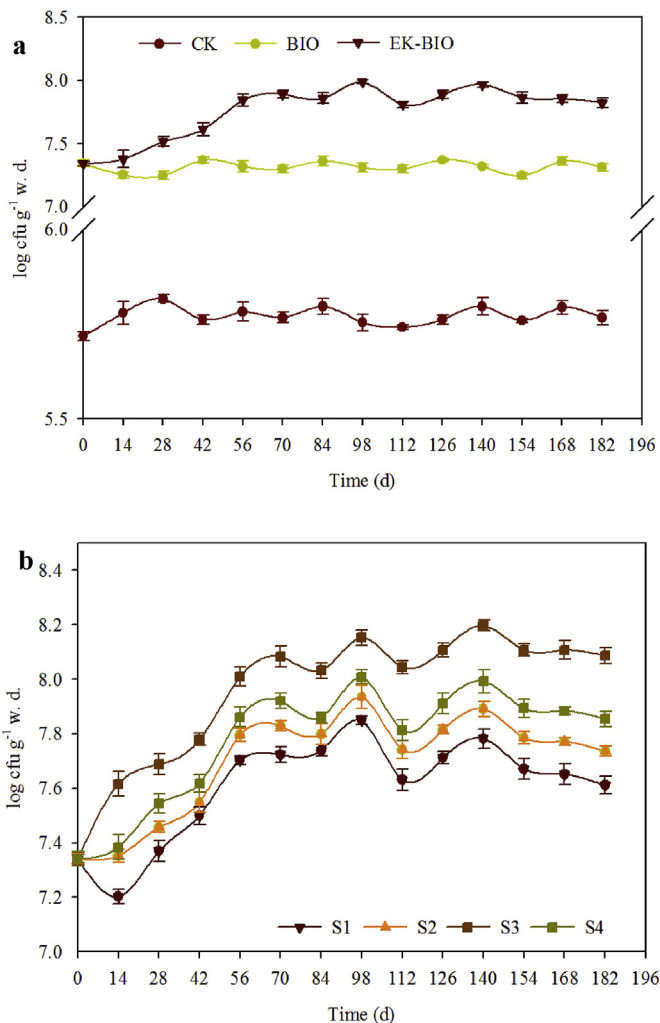 a
CK BIO EK-BIO
8.5
8.0
7.5
7.0
6.0
5.5
log cfu g⁻¹ w. d.
0 14 28 42 56 70 84 98 112 126 140 154 168 182 196
Time (d)
b
8.4
8.2
8.0
7.8
7.6
7.4
7.2
7.0
log cfu g⁻¹ w. d.
S1 S2 S3 S4
0 14 28 42 56 70 84 98 112 126 140 154 168 182 196
Time (d)